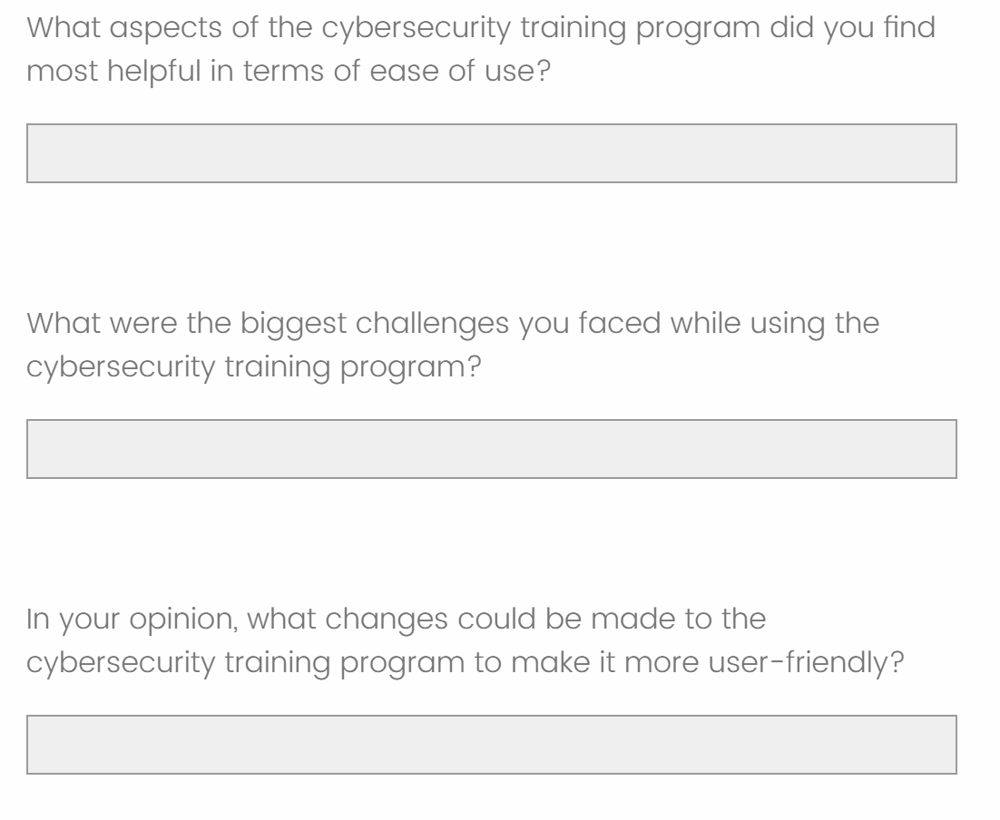 What aspects of the cybersecurity training program did you find
most helpful in terms of ease of use?
What were the biggest challenges you faced while using the
cybersecurity training program?
In your opinion, what changes could be made to the
cybersecurity training program to make it more user-friendly?